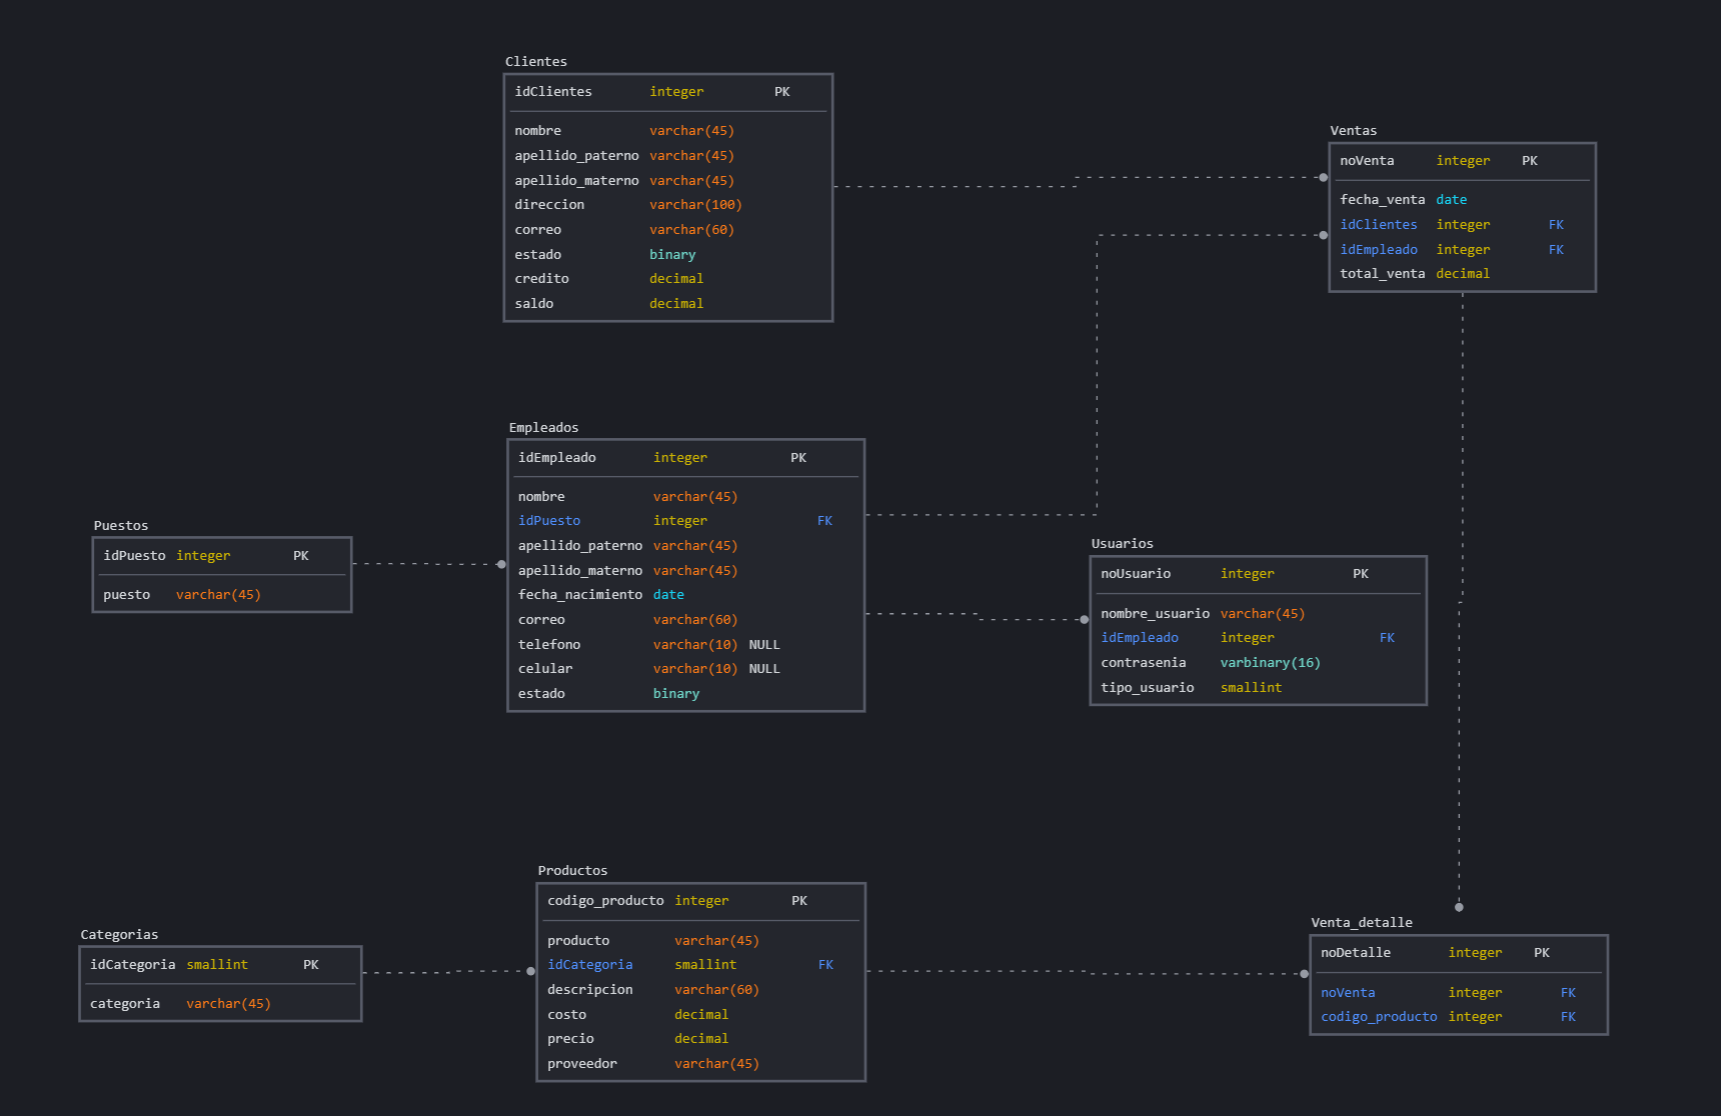 Clientes
idClientes integer PK
nombre varchar(45)
apellido_paterno varchar(45)
apellido_materno varchar(45)
direccion varchar(100)
correo varchar(60)
estado binary
credito decimal
saldo decimal
Ventas
noVenta integer PK
fecha_venta date
idClientes integer FK
idEmpleado integer FK
total_venta decimal
Empleados
idEmpleado integer PK
nombre varchar(45)
idPuesto integer FK
apellido_paterno varchar(45)
apellido_materno varchar(45)
fecha_nacimiento date
correo varchar(60)
telefono varchar(10) NULL
celular varchar(10) NULL
estado binary
Puestos
idPuesto integer PK
puesto varchar(45)
Usuarios
noUsuario integer PK
nombre_usuario varchar(45)
idEmpleado integer FK
contrasenia varbinary(16)
tipo_usuario smallint
Productos
codigo_producto integer PK
producto varchar(45)
idCategoria smallint FK
descripcion varchar(60)
costo decimal
precio decimal
proveedor varchar(45)
Categorias
idCategoria smallint PK
categoria varchar(45)
Venta_detalle
noDetalle integer PK
noVenta integer FK
codigo_producto integer FK